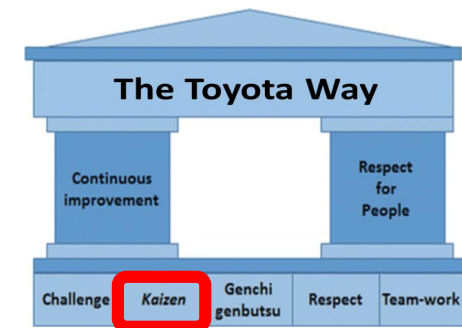 The Toyota Way
Continuous
improvement
Respect
for
People
Challenge
Kaizen
Genchi
genbutsu
Respect
Team-work